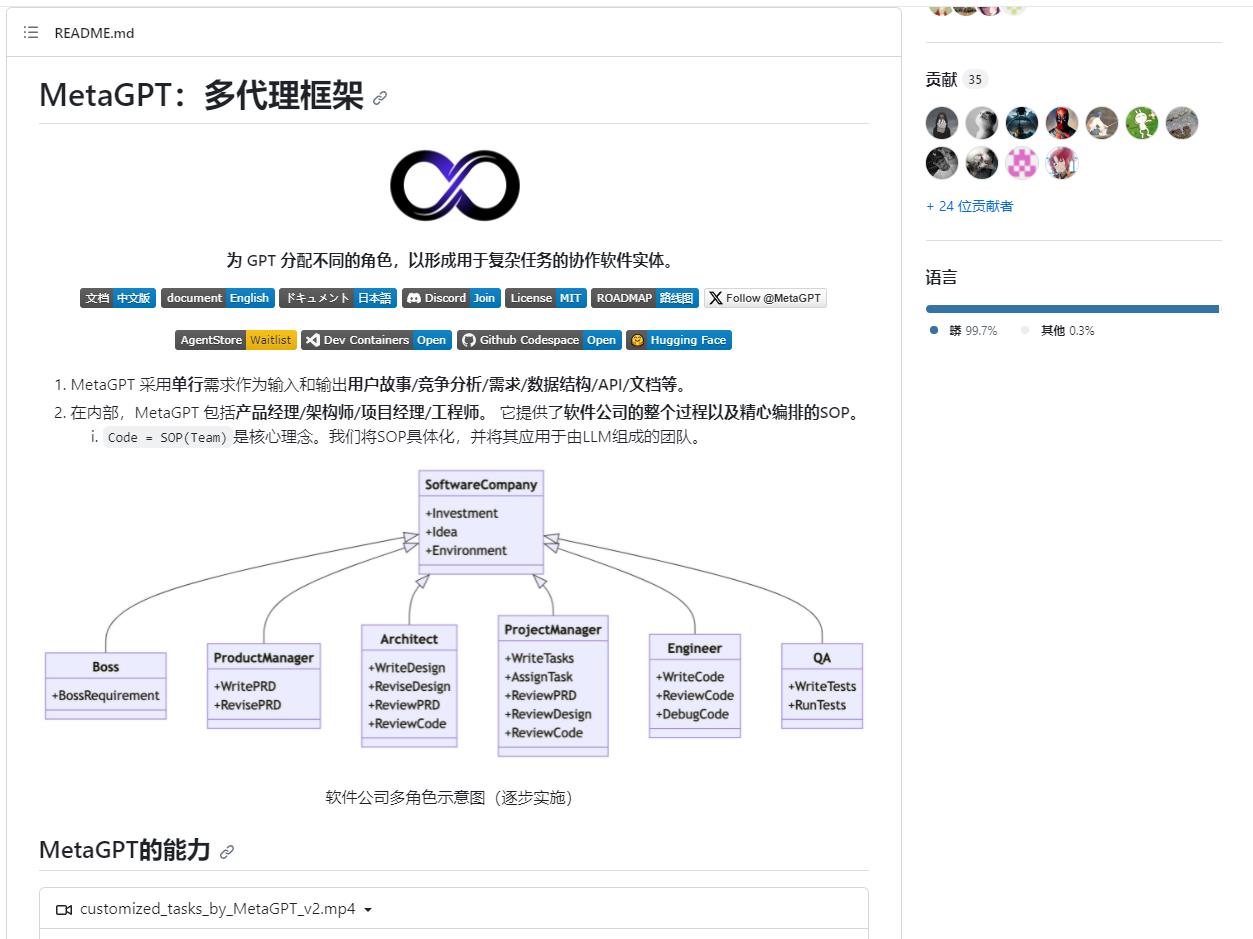 README.md
MetaGPT：多代理框架
为 GPT 分配不同的角色，以形成用于复杂任务的协作软件实体。
文档 中文版 document English ドキュメント 日本語 Discord Join License MIT ROADMAP 路线图 Follow @MetaGPT
AgentStore Waitlist Dev Containers Open Github Codespace Open Hugging Face
1. MetaGPT 采用单行需求作为输入和输出用户故事/竞争分析/需求/数据结构/API/文档等。
2. 在内部，MetaGPT 包括产品经理/架构师/项目经理/工程师。 它提供了软件公司的整个过程以及精心编排的SOP。
i. Code = SOP(Team) 是核心理念。我们将SOP具体化，并将其应用于由LLM组成的团队。
SoftwareCompany
+Investment
+Idea
+Environment
Boss
+BossRequirement
ProductManager
+WritePRD
+RevisePRD
Architect
+WriteDesign
+ReviseDesign
+ReviewPRD
+ReviewCode
ProjectManager
+WriteTasks
+AssignTask
+ReviewPRD
+ReviewDesign
+ReviewCode
Engineer
+WriteCode
+ReviewCode
+DebugCode
QA
+WriteTests
+RunTests
软件公司多角色示意图（逐步实施）
MetaGPT的能力
customized_tasks_by_MetaGPT_v2.mp4
贡献 35
+ 24 位贡献者
语言
蟒 99.7% 其他 0.3%